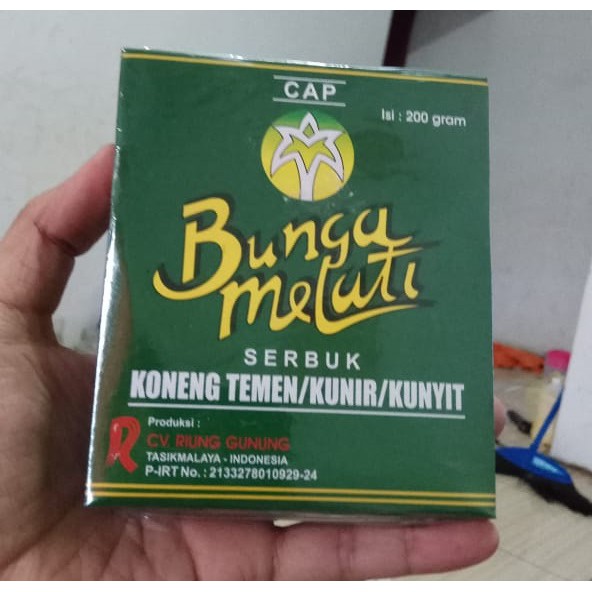 CAP
Isi : 200 gram
Bunga
melati
SERBUK
KONENG TEMEN/KUNIR/KUNYIT
Produksi :
R
CV. RIUNG GUNUNG
TASIKMALAYA - INDONESIA
P-IRT No. : 2133278010929-24